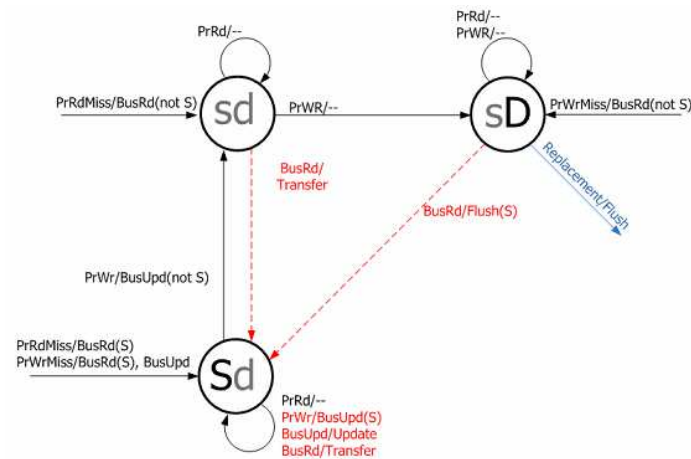 PrRd/--
PrRd/--
PrWR/--
PrRdMiss/BusRd(not S)
sd
PrWR/--
sD
PrWrMiss/BusRd(not S)
BusRd/
Transfer
Replacement/Flush
BusRd/Flush(S)
PrWr/BusUpd(not S)
PrRdMiss/BusRd(S)
PrWrMiss/BusRd(S), BusUpd
Sd
PrRd/--
PrWr/BusUpd(S)
BusUpd/Update
BusRd/Transfer